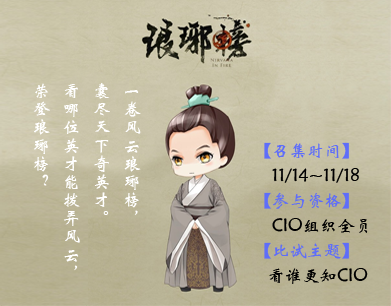 琅琊榜
NIRVANA
IN FIRE
一卷风云琅琊榜，
囊尽天下奇英才。
看哪位英才能拨弄风云，
荣登琅琊榜？
【召集时间】
11/14~11/18
【参与资格】
CIO组织全员
【比试主题】
看谁更知CIO